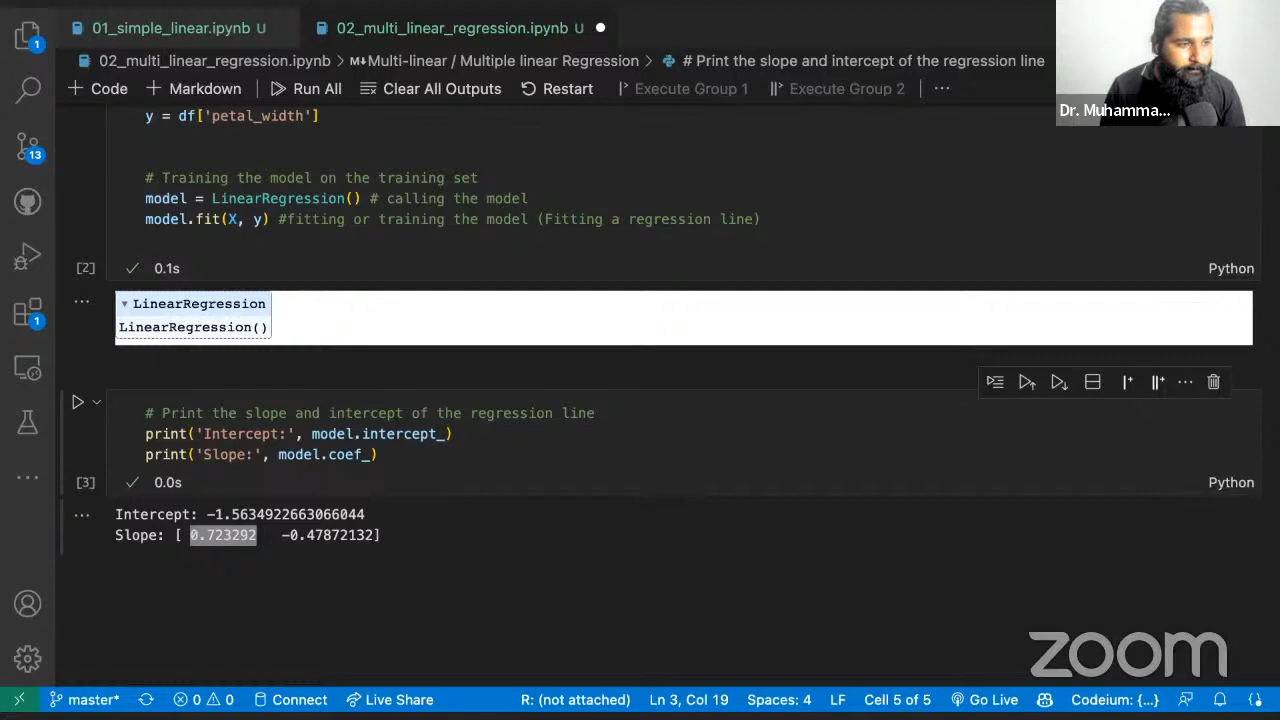 01_simple_linear.ipynb U
02_multi_linear_regression.ipynb U
02_multi_linear_regression.ipynb > M↓Multi-linear / Multiple linear Regression > # Print the slope and intercept of the regression line
+ Code + Markdown Run All Clear All Outputs Restart Execute Group 1 Execute Group 2 ...
Dr. Muhamma...
y = df['petal_width']
# Training the model on the training set
model = LinearRegression() # calling the model
model.fit(X, y) #fitting or training the model (Fitting a regression line)
[2] 0.1s Python
LinearRegression
LinearRegression()
# Print the slope and intercept of the regression line
print('Intercept:', model.intercept_)
print('Slope:', model.coef_)
[3] 0.0s Python
Intercept: -1.5634922663066044
Slope: [ 0.723292 -0.47872132]
1
13
1
zoom
master* 0 0 Connect Live Share R: (not attached) Ln 3, Col 19 Spaces: 4 LF Cell 5 of 5 Go Live Codeium: {...}